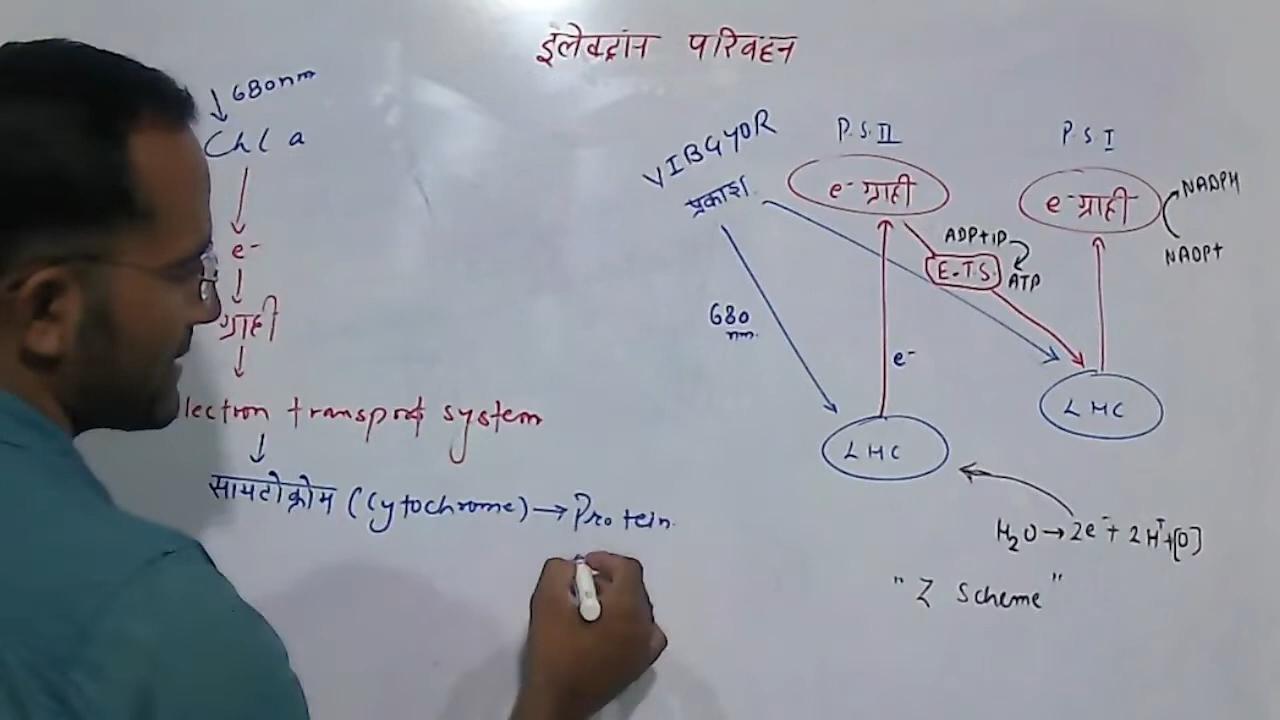 इलेक्ट्रांन परिवहन
680nm
Chl a
e-
ग्राही
lectron transport system
सायटोक्रोम (Cytochrome) → Protein.
VIBGYOR
प्रकाश
680
nm.
P.S.II
e- ग्राही
ADP+iP
E.T.S.
ATP
e-
LHC
P.S I
e- ग्राही
NADPH
NADP+
LHC
H2O → 2e- + 2H+ + [O]
" Z Scheme "